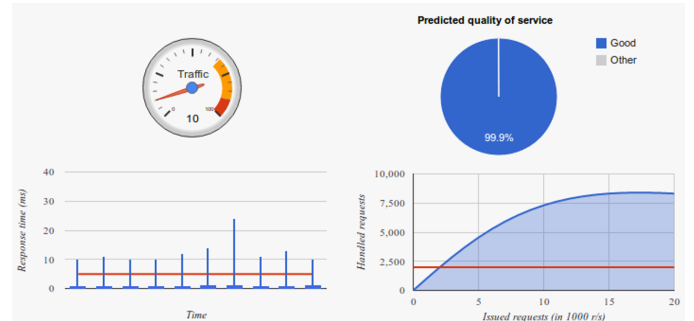 Predicted quality of service
Good
Other
99.9%
Traffic
0
100
10
Response time (ms)
40
30
20
10
0
Time
Handled requests
10,000
7,500
5,000
2,500
0
0 5 10 15 20
Issued requests (in 1000 r/s)